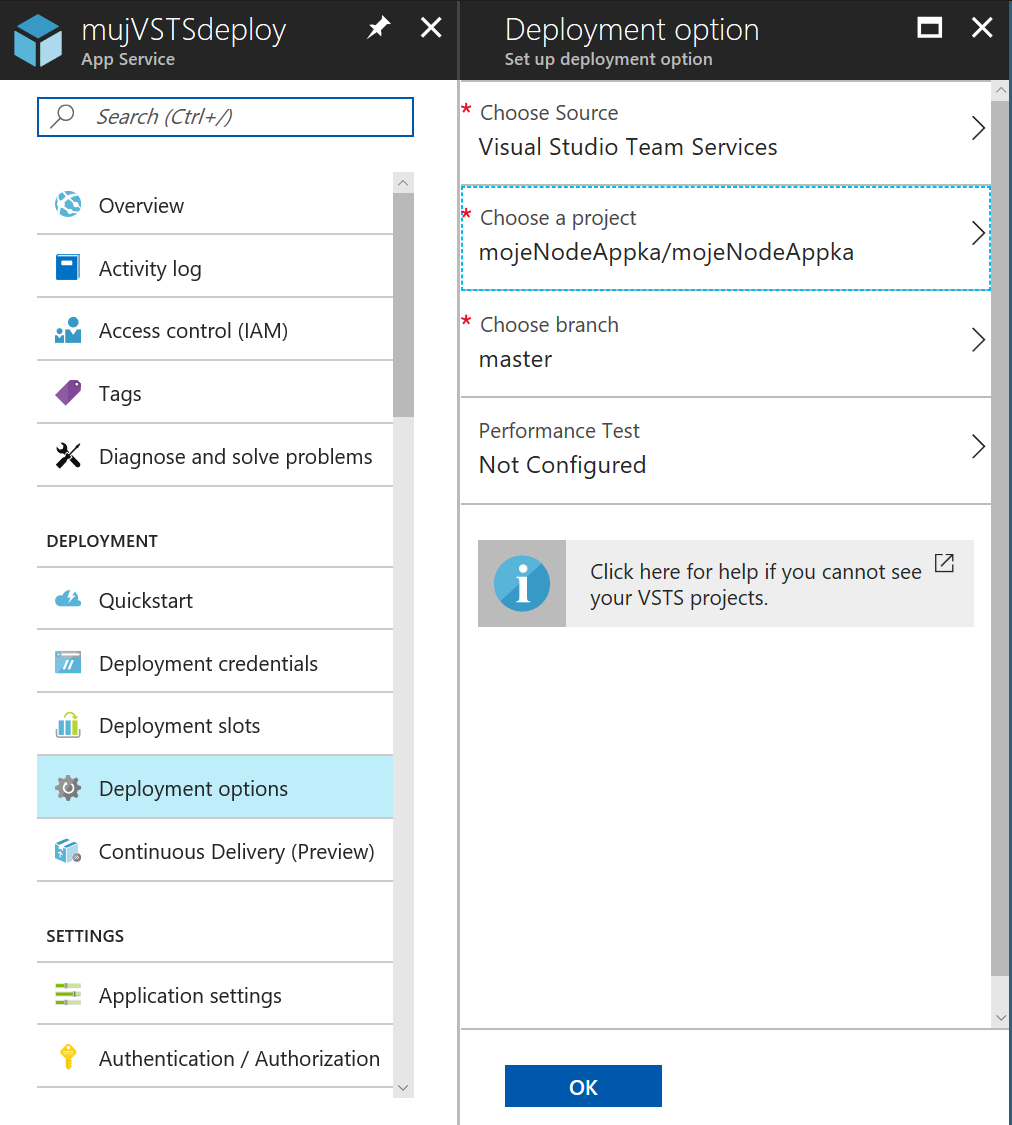 mujVSTSdeploy
App Service
Search (Ctrl+/)
Overview
Activity log
Access control (IAM)
Tags
Diagnose and solve problems
DEPLOYMENT
Quickstart
Deployment credentials
Deployment slots
Deployment options
Continuous Delivery (Preview)
SETTINGS
Application settings
Authentication / Authorization
Deployment option
Set up deployment option
* Choose Source
Visual Studio Team Services
* Choose a project
mojeNodeAppka/mojeNodeAppka
* Choose branch
master
Performance Test
Not Configured
Click here for help if you cannot see
your VSTS projects.
OK